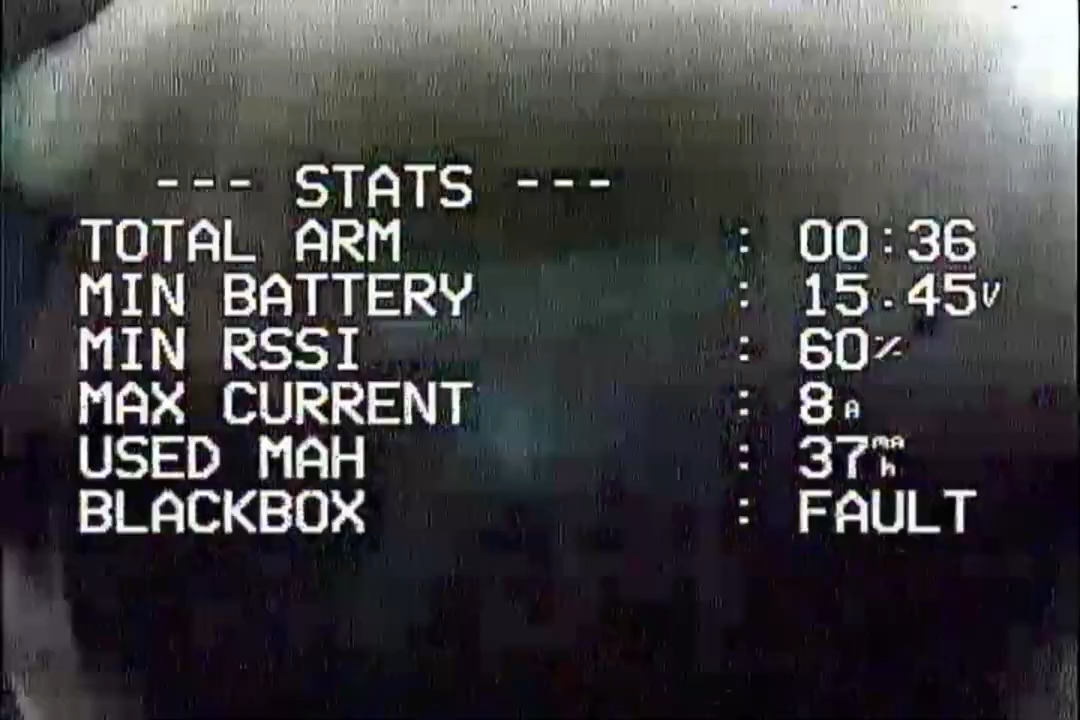 --- STATS ---
TOTAL ARM : 00:36
MIN BATTERY : 15.45V
MIN RSSI : 60%
MAX CURRENT : 8A
USED MAH : 37mAh
BLACKBOX : FAULT